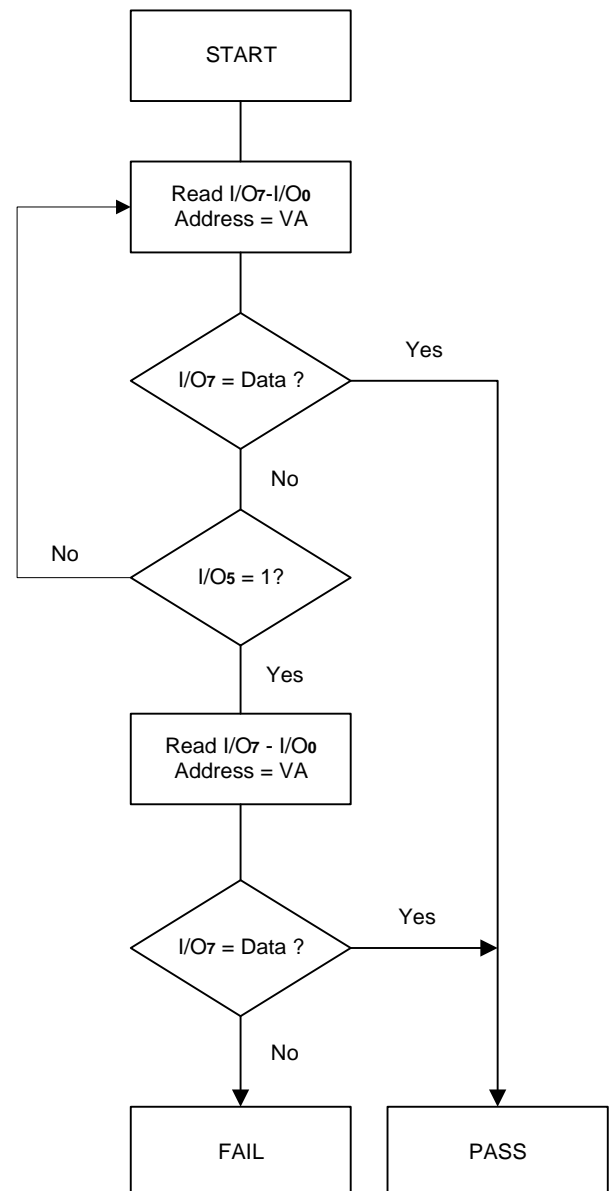 START
Read I/O7-I/O0
Address = VA
I/O7 = Data ?
Yes
No
I/O5 = 1?
No
Yes
Read I/O7 - I/O0
Address = VA
I/O7 = Data ?
Yes
No
FAIL
PASS